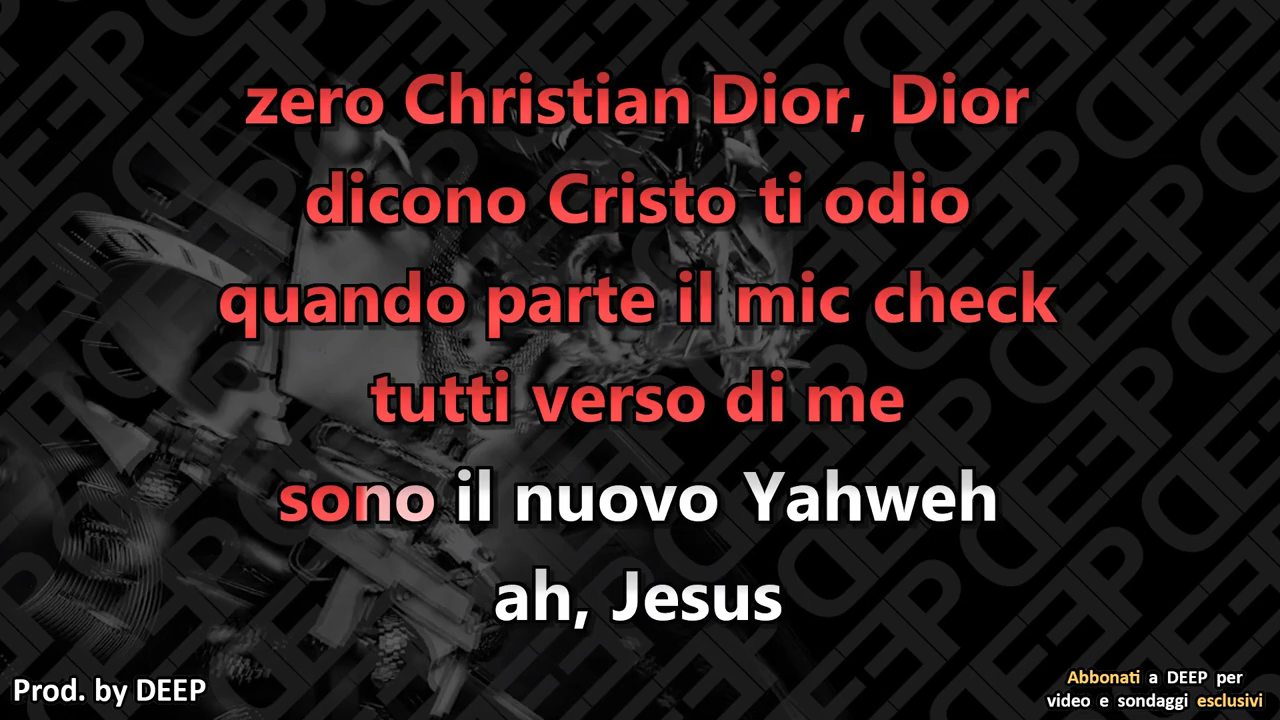 zero Christian Dior, Dior
dicono Cristo ti odio
quando parte il mic check
tutti verso di me
sono il nuovo Yahweh
ah, Jesus
Prod. by DEEP
Abbonati a DEEP per
video e sondaggi esclusivi